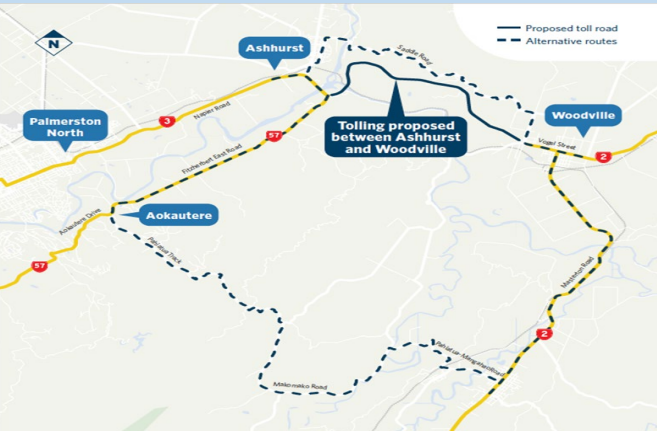 Proposed toll road
Alternative routes
N
Ashhurst
Saddle Road
Palmerston
North
3
Napier Road
Tolling proposed
between Ashhurst
and Woodville
Woodville
Vogel Street
2
57
Fitzherbert East Road
Aokautere
Aokautere Drive
57
Pahiatua Track
Masterton Road
2
Pahiatua-Mangahao Road
Makomako Road